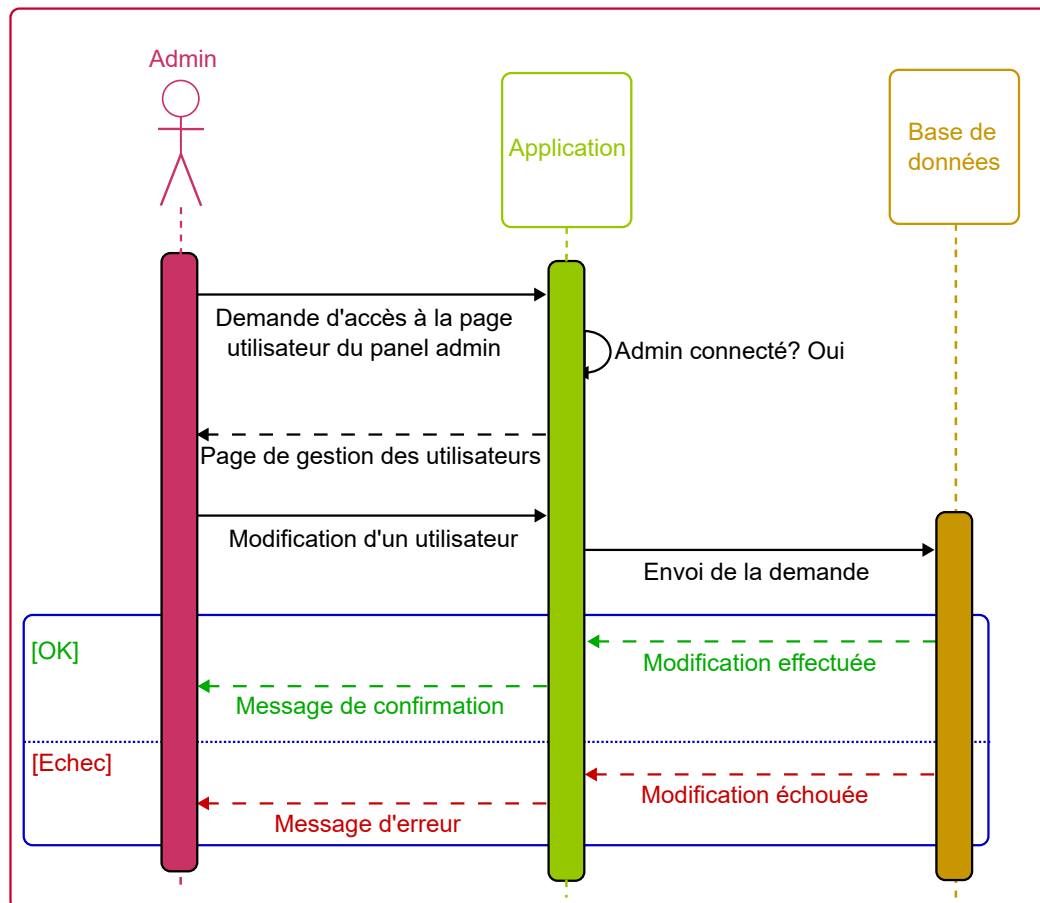 Admin
Application
Base de
données
Demande d'accès à la page
utilisateur du panel admin
Admin connecté? Oui
Page de gestion des utilisateurs
Modification d'un utilisateur
Envoi de la demande
[OK]
Modification effectuée
Message de confirmation
[Echec]
Modification échouée
Message d'erreur